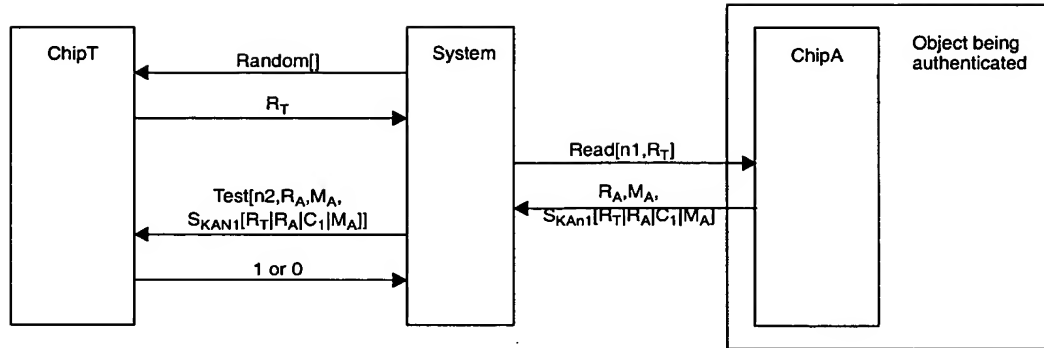 ChipT
System
ChipA
Object being
authenticated
Random[]
R_T
Read[n1,R_T]
Test[n2,R_A,M_A,
S_KAN1[R_T|R_A|C_1|M_A]]
R_A,M_A,
S_KAn1[R_T|R_A|C_1|M_A]
1 or 0